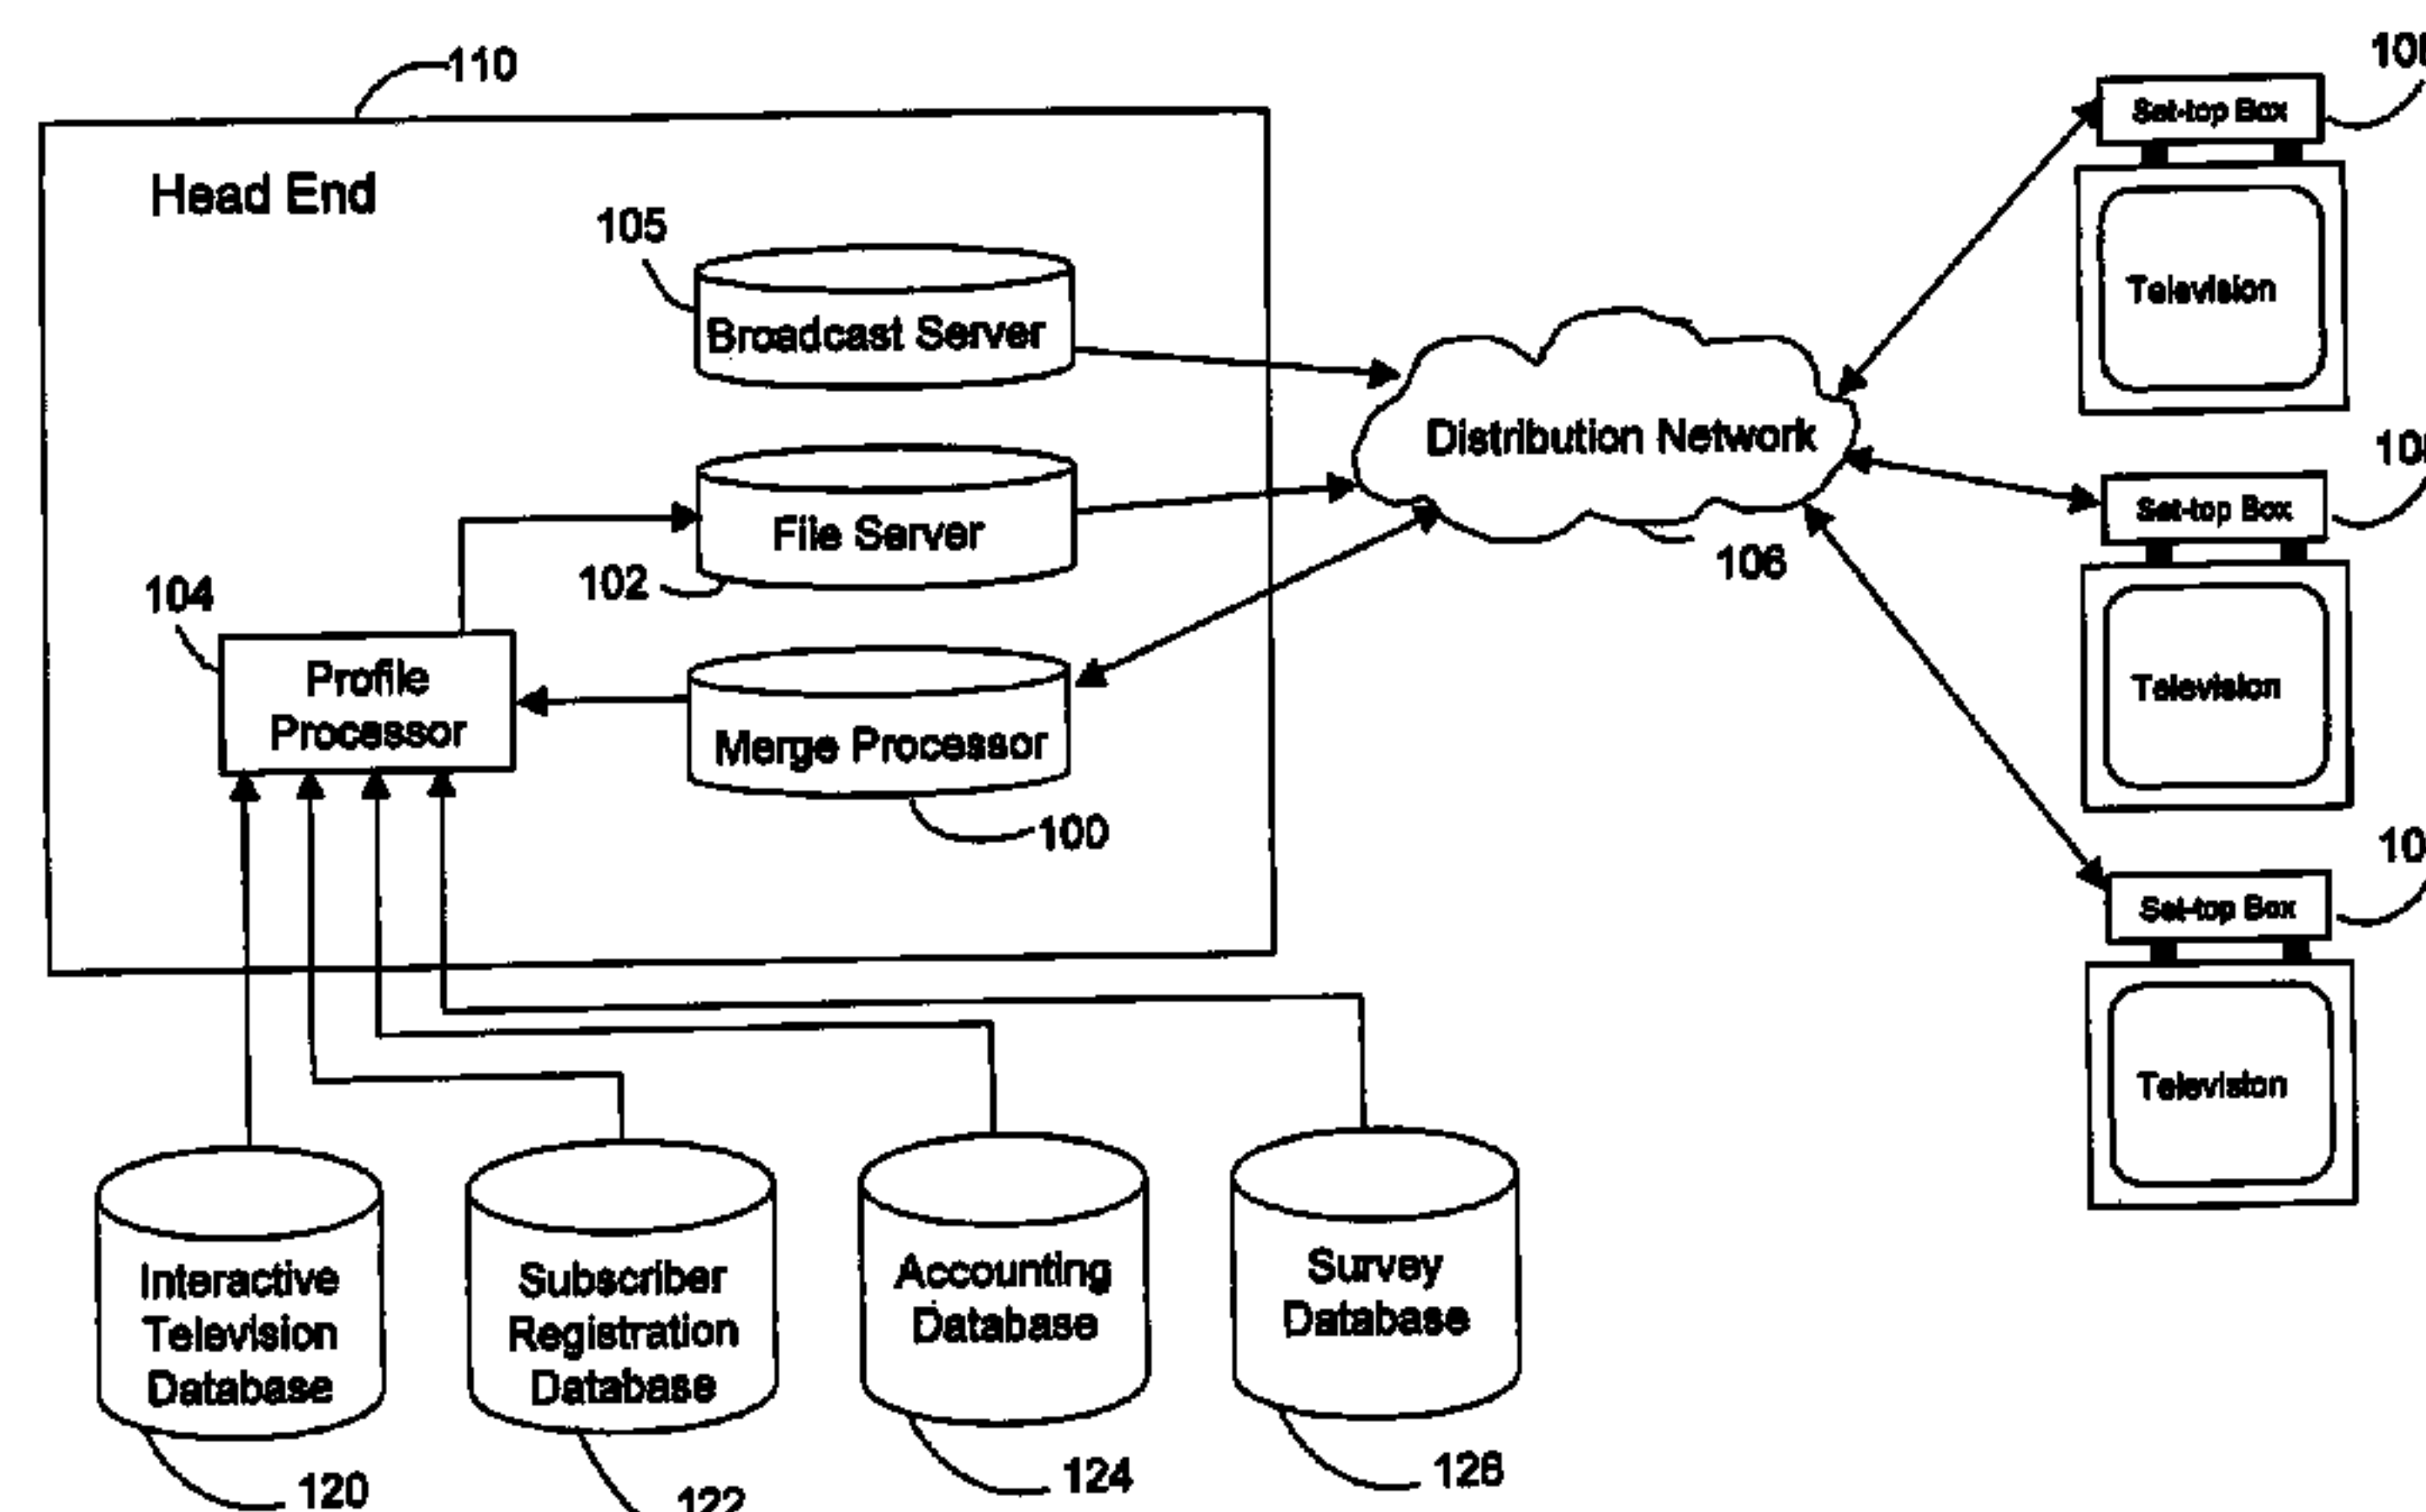 110
Head End
105
Broadcast Server
File Server
102
104
Profile
Processor
Merge Processor
100
Distribution Network
106
Set-top Box
Television
Set-top Box
Television
Set-top Box
Television
Interactive
Television
Database
120
Subscriber
Registration
Database
122
Accounting
Database
124
Survey
Database